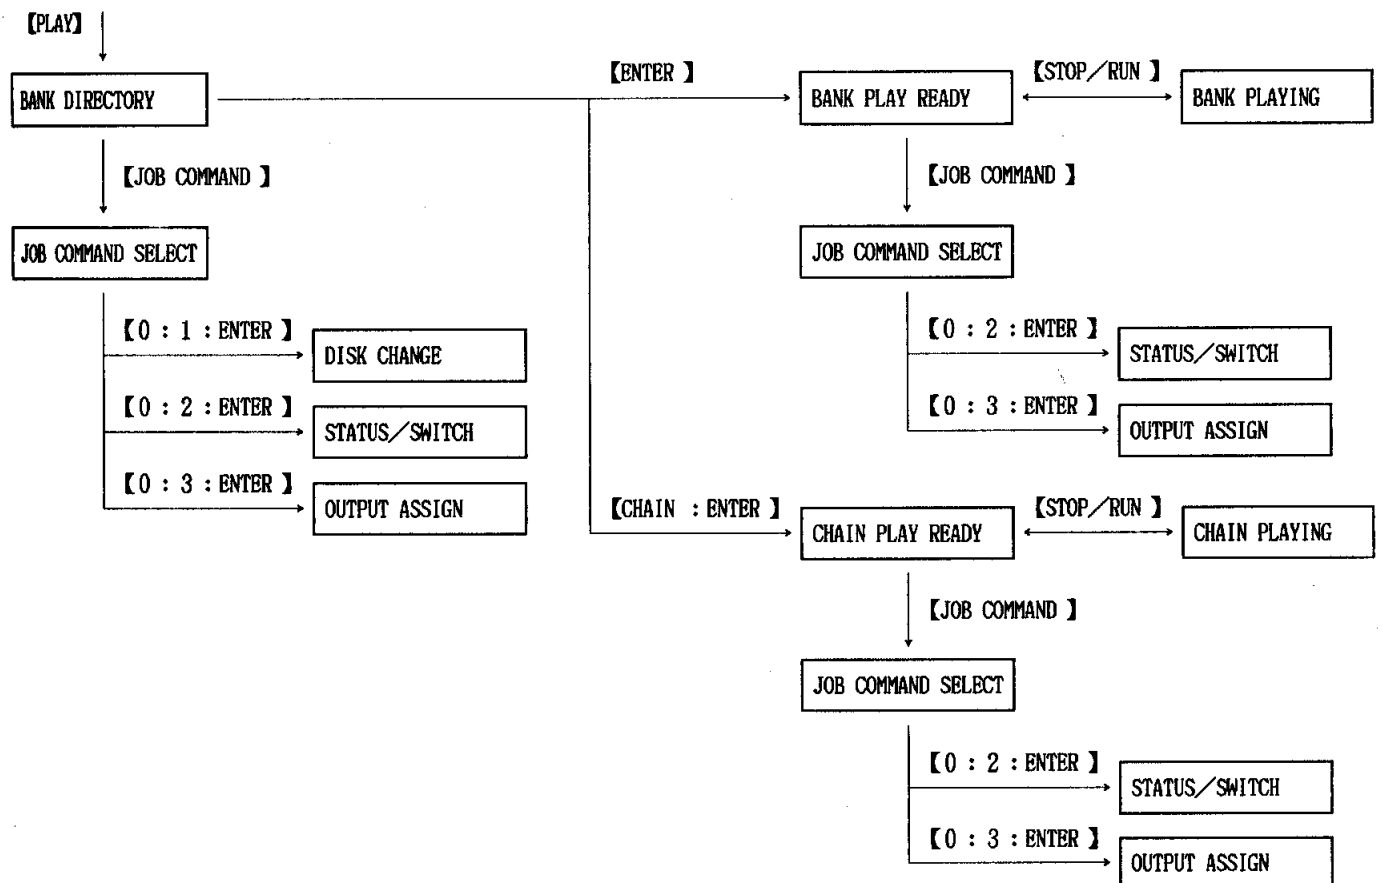 【PLAY】
BANK DIRECTORY
【ENTER 】
BANK PLAY READY
【STOP／RUN 】
BANK PLAYING
【JOB COMMAND 】
【JOB COMMAND 】
JOB COMMAND SELECT
JOB COMMAND SELECT
【0 : 1 : ENTER 】
DISK CHANGE
【0 : 2 : ENTER 】
STATUS／SWITCH
【0 : 2 : ENTER 】
STATUS／SWITCH
【0 : 3 : ENTER 】
OUTPUT ASSIGN
【0 : 3 : ENTER 】
OUTPUT ASSIGN
【CHAIN : ENTER 】
CHAIN PLAY READY
【STOP／RUN 】
CHAIN PLAYING
【JOB COMMAND 】
JOB COMMAND SELECT
【0 : 2 : ENTER 】
STATUS／SWITCH
【0 : 3 : ENTER 】
OUTPUT ASSIGN